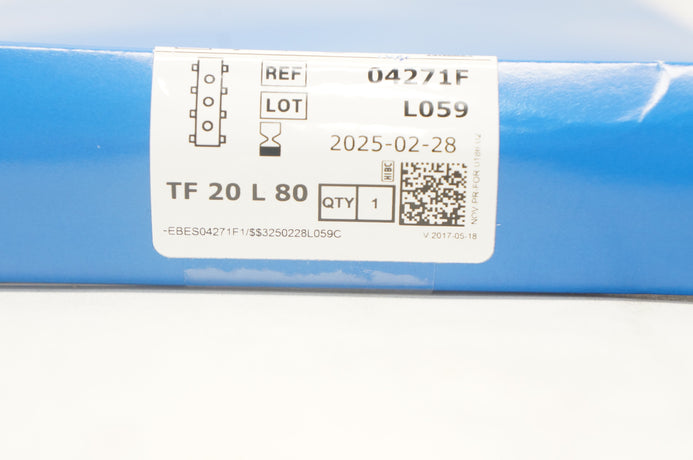 REF 04271F
LOT L059
2025-02-28
HIBC
TF 20 L 80 QTY 1
-EBES04271F1/$$3250228L059C
V 2017-05-18